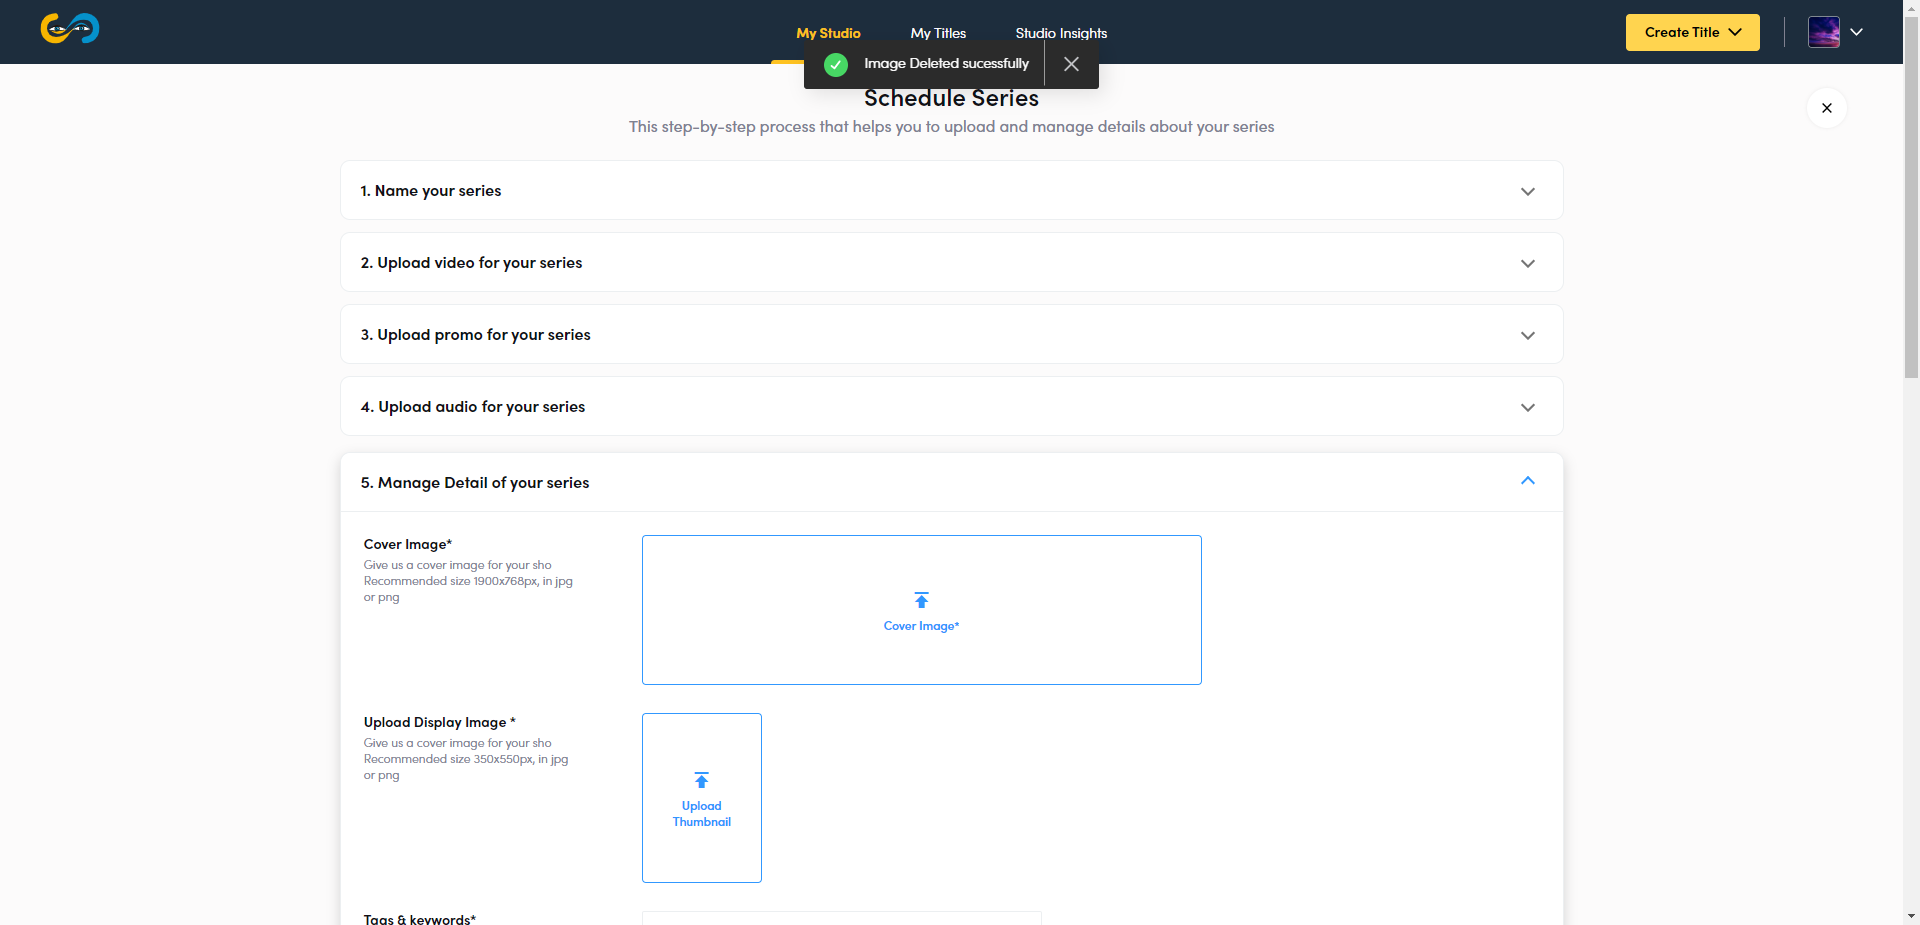 My Studio
My Titles
Studio Insights
Create Title
Image Deleted sucessfully
Schedule Series
This step-by-step process that helps you to upload and manage details about your series
1. Name your series
2. Upload video for your series
3. Upload promo for your series
4. Upload audio for your series
5. Manage Detail of your series
Cover Image*
Give us a cover image for your sho
Recommended size 1900x768px, in jpg
or png
Cover Image*
Upload Display Image *
Give us a cover image for your sho
Recommended size 350x550px, in jpg
or png
Upload
Thumbnail
Tags & keywords*